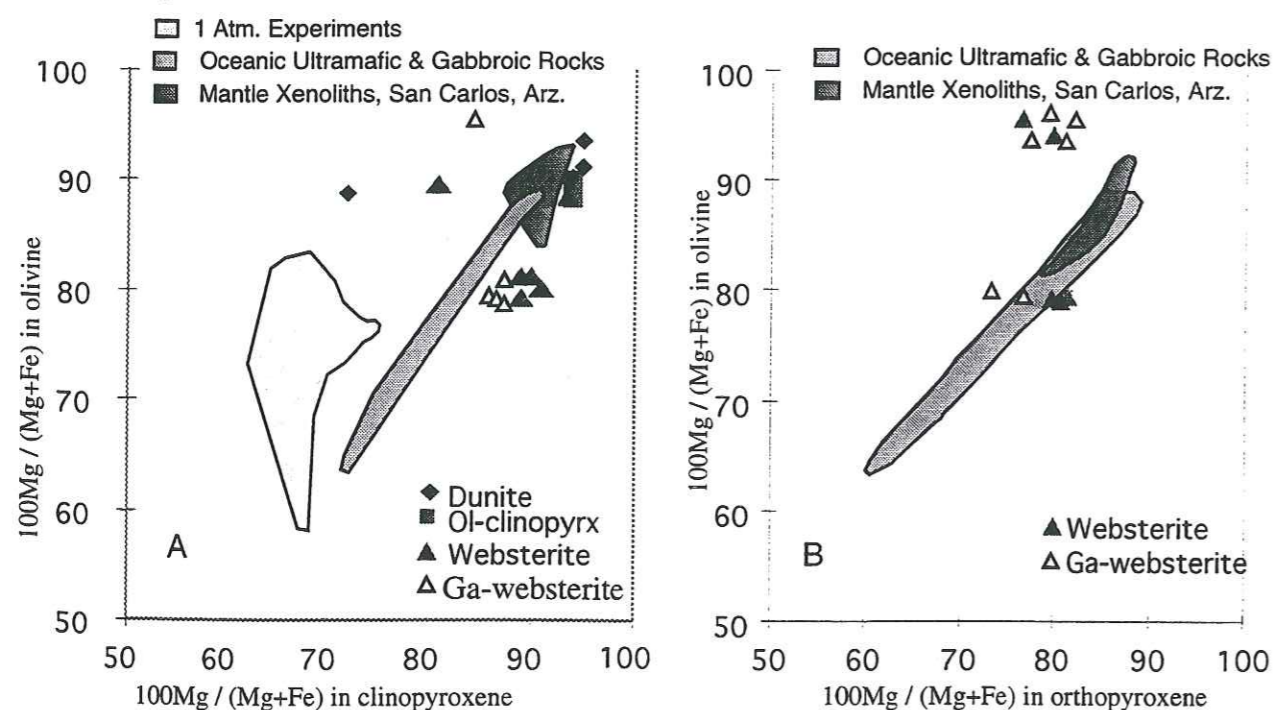 1 Atm. Experiments
Oceanic Ultramafic & Gabbroic Rocks
Mantle Xenoliths, San Carlos, Arz.
100
90
80
70
60
50
100Mg / (Mg+Fe) in olivine
A
Dunite
Ol-clinopyrx
Websterite
Ga-websterite
50 60 70 80 90 100
100Mg / (Mg+Fe) in clinopyroxene
Oceanic Ultramafic & Gabbroic Rocks
Mantle Xenoliths, San Carlos, Arz.
100
90
80
70
60
50
100Mg / (Mg+Fe) in olivine
B
Websterite
Ga-websterite
50 60 70 80 90 100
100Mg / (Mg+Fe) in orthopyroxene